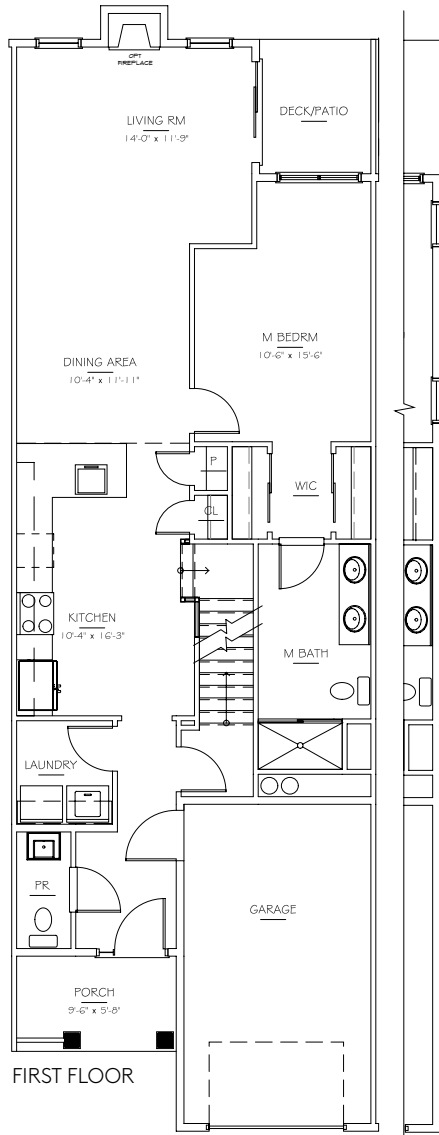 OPT
FIREPLACE
LIVING RM
14'-0" x 11'-9"
DECK/PATIO
M BEDRM
10'-6" x 15'-6"
DINING AREA
10'-4" x 11'-11"
P
WIC
CL
KITCHEN
10'-4" x 16'-3"
M BATH
LAUNDRY
PR
GARAGE
PORCH
9'-6" x 5'-8"
FIRST FLOOR